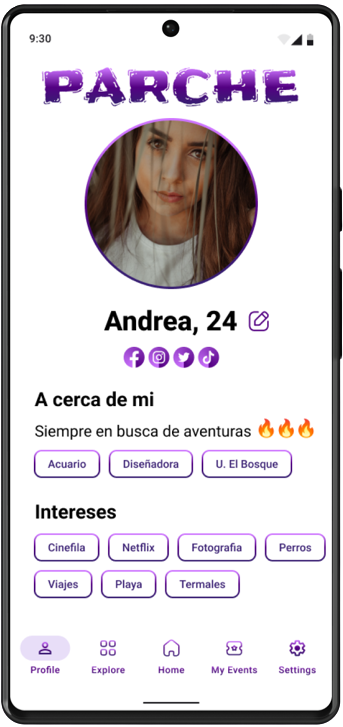 9:30
PARCHE
Andrea, 24
A cerca de mi
Siempre en busca de aventuras 🔥🔥🔥
Acuario Diseñadora U. El Bosque
Intereses
Cinefila Netflix Fotografia Perros
Viajes Playa Termales
Profile Explore Home My Events Settings